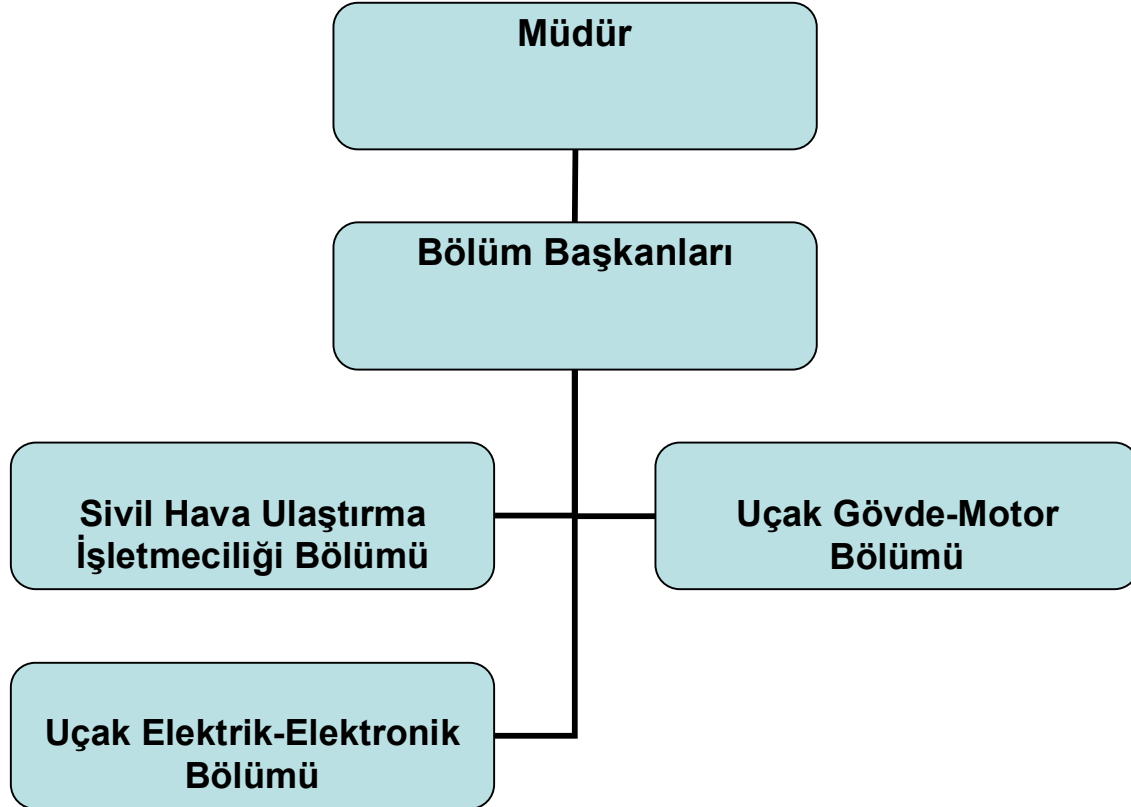 Müdür
Bölüm Başkanları
Sivil Hava Ulaştırma
İşletmeciliği Bölümü
Uçak Gövde-Motor
Bölümü
Uçak Elektrik-Elektronik
Bölümü